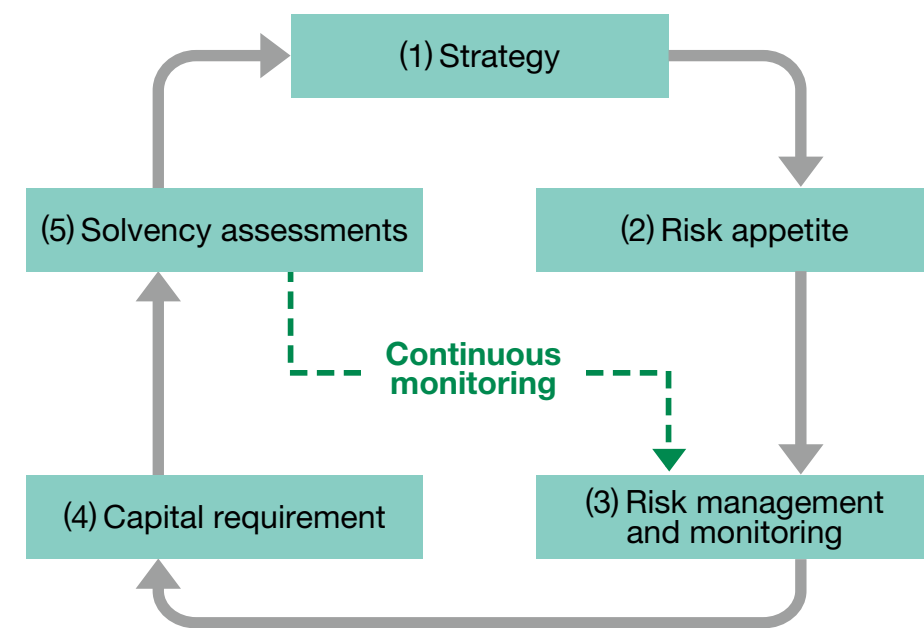 (1) Strategy
(5) Solvency assessments
(2) Risk appetite
Continuous
monitoring
(4) Capital requirement
(3) Risk management
and monitoring